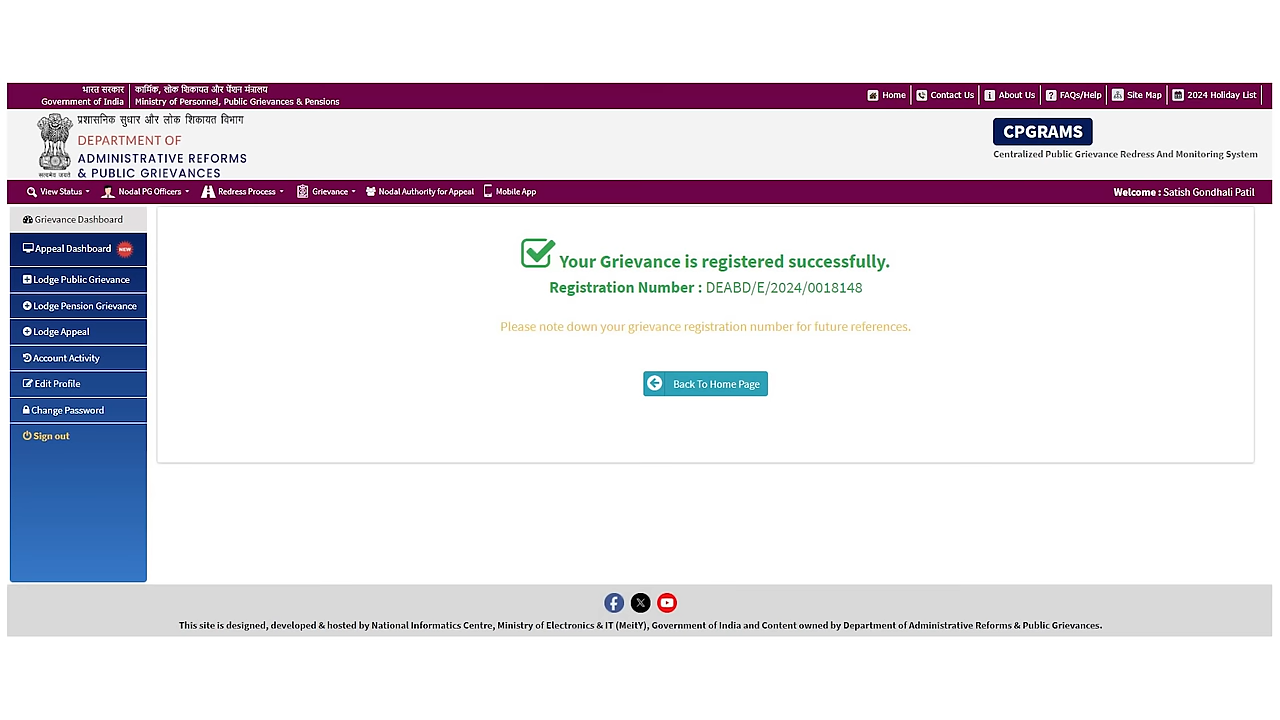 भारत सरकार
Government of India
कार्मिक, लोक शिकायत और पेंशन मंत्रालय
Ministry of Personnel, Public Grievances & Pensions
Home
Contact Us
About Us
FAQs/Help
Site Map
2024 Holiday List
सत्यमेव जयते
प्रशासनिक सुधार और लोक शिकायत विभाग
DEPARTMENT OF
ADMINISTRATIVE REFORMS
& PUBLIC GRIEVANCES
CPGRAMS
Centralized Public Grievance Redress And Monitoring System
View Status
Nodal PG Officers
Redress Process
Grievance
Nodal Authority for Appeal
Mobile App
Welcome : Satish Gondhali Patil
Grievance Dashboard
Appeal Dashboard NEW
Lodge Public Grievance
Lodge Pension Grievance
Lodge Appeal
Account Activity
Edit Profile
Change Password
Sign out
Your Grievance is registered successfully.
Registration Number : DEABD/E/2024/0018148
Please note down your grievance registration number for future references.
Back To Home Page
This site is designed, developed & hosted by National Informatics Centre, Ministry of Electronics & IT (MeitY), Government of India and Content owned by Department of Administrative Reforms & Public Grievances.